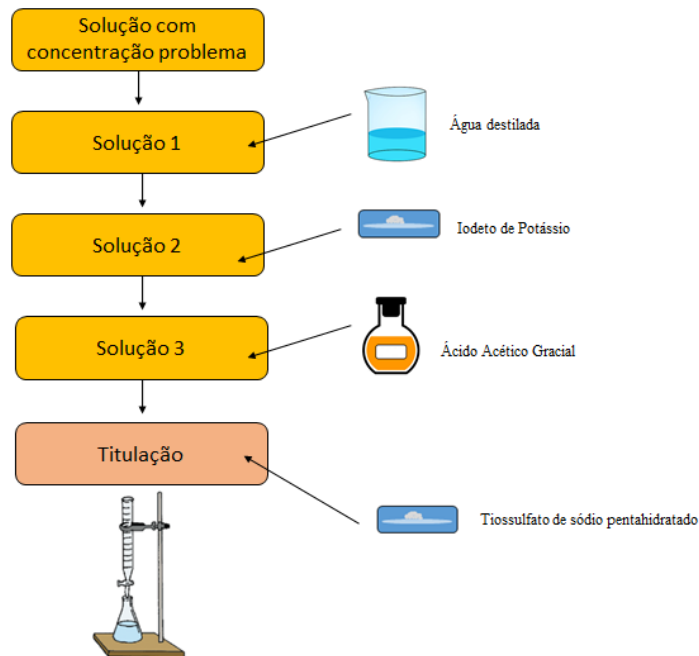 Solução com
concentração problema
Solução 1
Água destilada
Solução 2
Iodeto de Potássio
Solução 3
Ácido Acético Gracial
Titulação
Tiossulfato de sódio pentahidratado